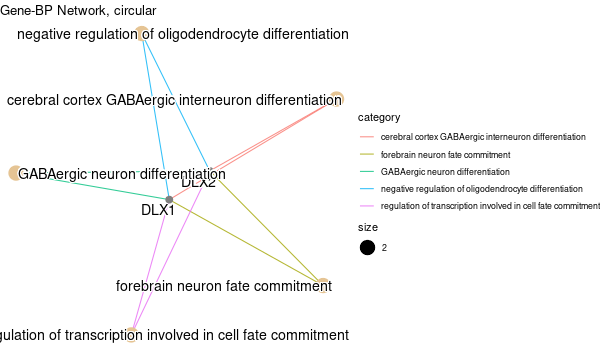 Gene-BP Network, circular
negative regulation of oligodendrocyte differentiation
cerebral cortex GABAergic interneuron differentiation
GABAergic neuron differentiation
DLX2
DLX1
forebrain neuron fate commitment
gulation of transcription involved in cell fate commitment
category
cerebral cortex GABAergic interneuron differentiation
forebrain neuron fate commitment
GABAergic neuron differentiation
negative regulation of oligodendrocyte differentiation
regulation of transcription involved in cell fate commitment
size
2